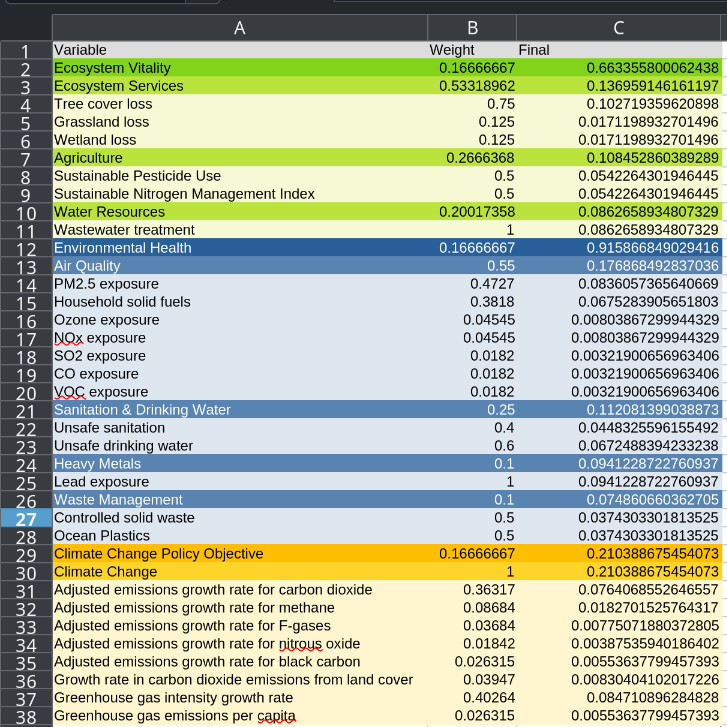 A B C
1 Variable Weight Final
2 Ecosystem Vitality 0.16666667 0.663355800062438
3 Ecosystem Services 0.53318962 0.136959146161197
4 Tree cover loss 0.75 0.102719359620898
5 Grassland loss 0.125 0.0171198932701496
6 Wetland loss 0.125 0.0171198932701496
7 Agriculture 0.2666368 0.108452860389289
8 Sustainable Pesticide Use 0.5 0.0542264301946445
9 Sustainable Nitrogen Management Index 0.5 0.0542264301946445
10 Water Resources 0.20017358 0.0862658934807329
11 Wastewater treatment 1 0.0862658934807329
12 Environmental Health 0.16666667 0.915866849029416
13 Air Quality 0.55 0.176868492837036
14 PM2.5 exposure 0.4727 0.0836057365640669
15 Household solid fuels 0.3818 0.0675283905651803
16 Ozone exposure 0.04545 0.00803867299944329
17 NOx exposure 0.04545 0.00803867299944329
18 SO2 exposure 0.0182 0.00321900656963406
19 CO exposure 0.0182 0.00321900656963406
20 VOC exposure 0.0182 0.00321900656963406
21 Sanitation & Drinking Water 0.25 0.112081399038873
22 Unsafe sanitation 0.4 0.0448325596155492
23 Unsafe drinking water 0.6 0.0672488394233238
24 Heavy Metals 0.1 0.0941228722760937
25 Lead exposure 1 0.0941228722760937
26 Waste Management 0.1 0.074860660362705
27 Controlled solid waste 0.5 0.0374303301813525
28 Ocean Plastics 0.5 0.0374303301813525
29 Climate Change Policy Objective 0.16666667 0.210388675454073
30 Climate Change 1 0.210388675454073
31 Adjusted emissions growth rate for carbon dioxide 0.36317 0.0764068552646557
32 Adjusted emissions growth rate for methane 0.08684 0.0182701525764317
33 Adjusted emissions growth rate for F-gases 0.03684 0.00775071880372805
34 Adjusted emissions growth rate for nitrous oxide 0.01842 0.00387535940186402
35 Adjusted emissions growth rate for black carbon 0.026315 0.00553637799457393
36 Growth rate in carbon dioxide emissions from land cover 0.03947 0.00830404102017226
37 Greenhouse gas intensity growth rate 0.40264 0.084710896284828
38 Greenhouse gas emissions per capita 0.026315 0.00553637799457393